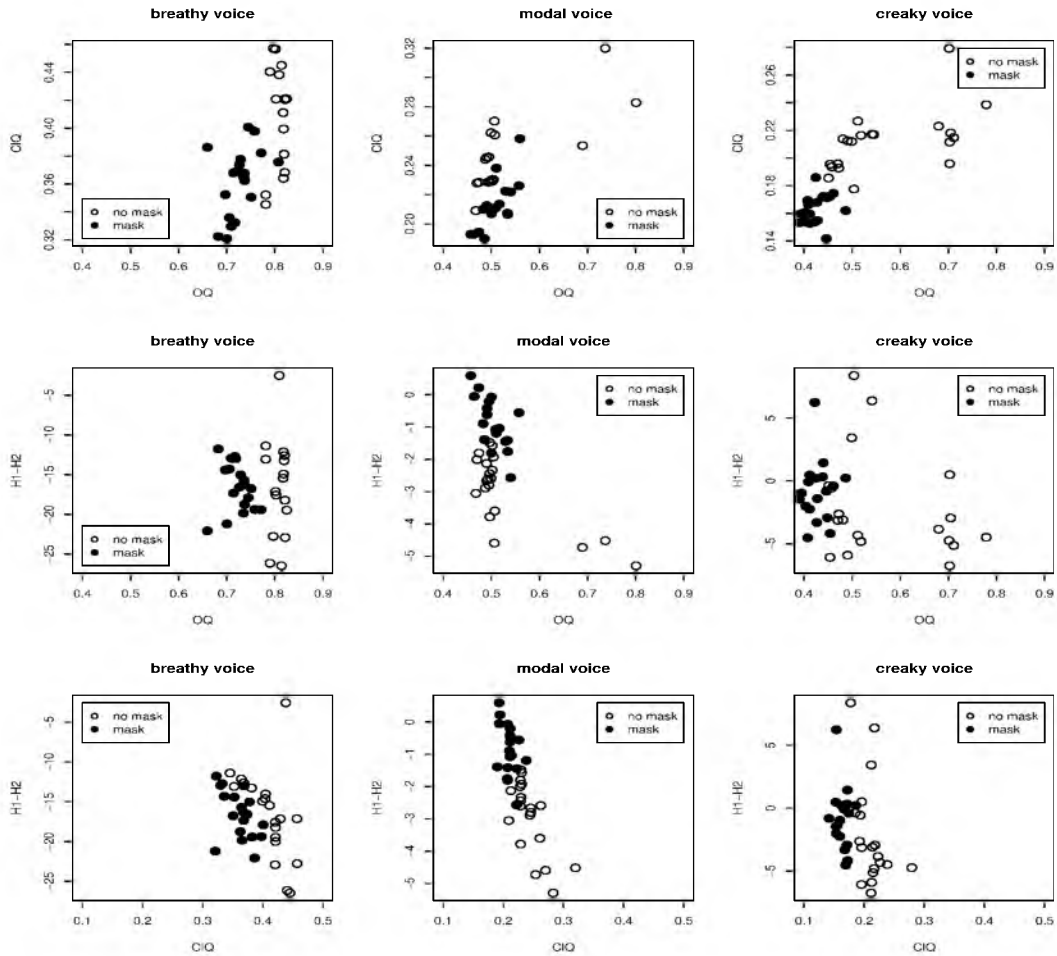 breathy voice
ClQ
0.44
0.40
0.36
0.32
no mask
mask
0.4 0.5 0.6 0.7 0.8 0.9
OQ
modal voice
ClQ
0.32
0.28
0.24
0.20
no mask
mask
0.4 0.5 0.6 0.7 0.8 0.9
OQ
creaky voice
ClQ
0.26
0.22
0.18
0.14
no mask
mask
0.4 0.5 0.6 0.7 0.8 0.9
OQ
breathy voice
H1-H2
-5
-10
-15
-20
-25
no mask
mask
0.4 0.5 0.6 0.7 0.8 0.9
OQ
modal voice
H1-H2
0
-1
-2
-3
-4
-5
no mask
mask
0.4 0.5 0.6 0.7 0.8 0.9
OQ
creaky voice
H1-H2
5
0
-5
no mask
mask
0.4 0.5 0.6 0.7 0.8 0.9
OQ
breathy voice
H1-H2
-5
-10
-15
-20
-25
no mask
mask
0.1 0.2 0.3 0.4 0.5
ClQ
modal voice
H1-H2
0
-1
-2
-3
-4
-5
no mask
mask
0.1 0.2 0.3 0.4 0.5
ClQ
creaky voice
H1-H2
5
0
-5
no mask
mask
0.1 0.2 0.3 0.4 0.5
ClQ